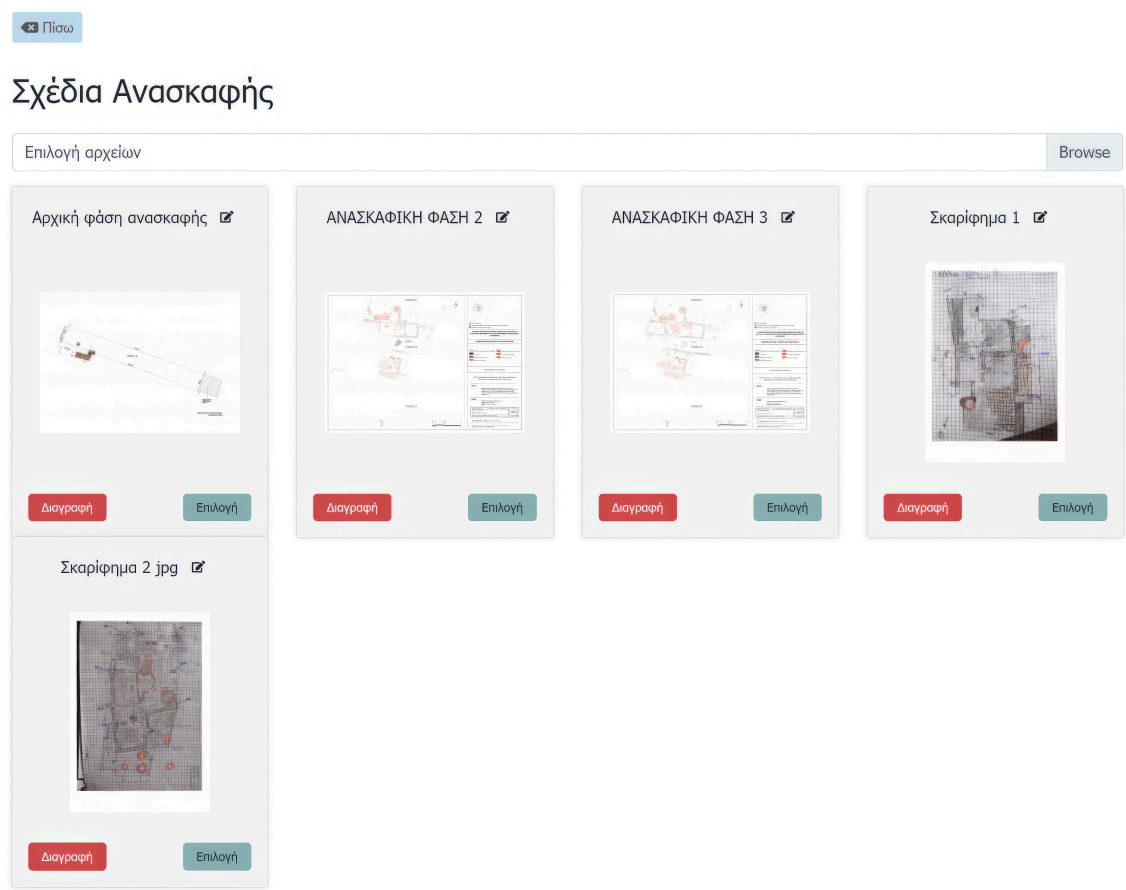 Πίσω
Σχέδια Ανασκαφής
Επιλογή αρχείων Browse
Αρχική φάση ανασκαφής
ΑΝΑΣΚΑΦΙΚΗ ΦΑΣΗ 2
ΑΝΑΣΚΑΦΙΚΗ ΦΑΣΗ 3
Σκαρίφημα 1
Διαγραφή Επιλογή
Διαγραφή Επιλογή
Διαγραφή Επιλογή
Διαγραφή Επιλογή
Σκαρίφημα 2 jpg
Διαγραφή Επιλογή